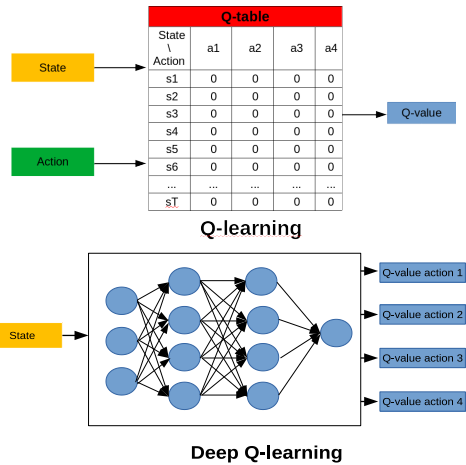 Q-table
State \ Action a1 a2 a3 a4
s1 0 0 0 0
s2 0 0 0 0
s3 0 0 0 0
s4 0 0 0 0
s5 0 0 0 0
s6 0 0 0 0
... ... ... ... ...
sT 0 0 0 0
State
Action
Q-value
Q-learning
State
Q-value action 1
Q-value action 2
Q-value action 3
Q-value action 4
Deep Q-learning